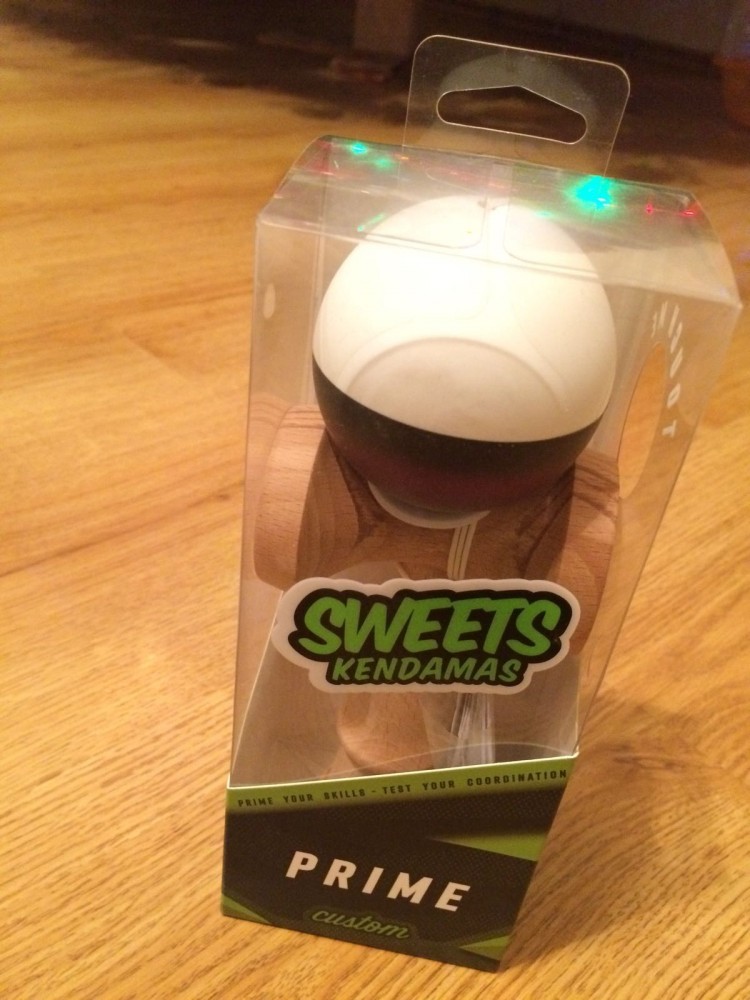 SWEETS
KENDAMAS
PRIME YOUR SKILLS - TEST YOUR COORDINATION
PRIME
custom